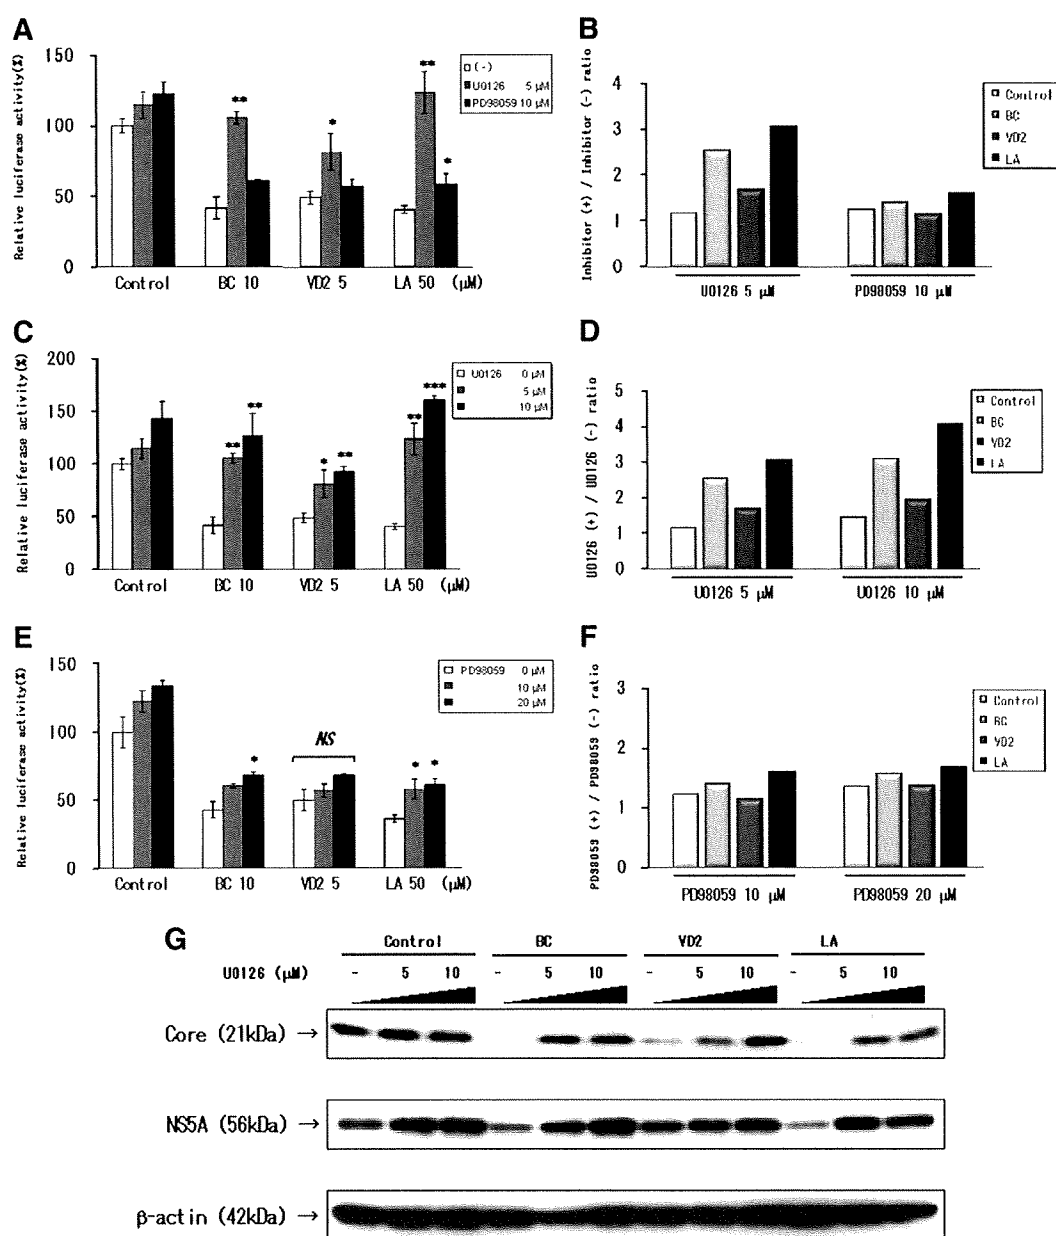 A
Relative luciferase activity(%)
150
100
50
0
** * ** *
(-)
U0126 5 µM
PD98059 10 µM
Control BC 10 VD2 5 LA 50 (µM)
B
Inhibitor (+) / Inhibitor (-) ratio
4
3
2
1
0
Control
BC
VD2
LA
U0126 5 µM PD98059 10 µM
C
Relative luciferase activity(%)
200
150
100
50
0
** ** * ** ** ***
U0126 0 µM
5 µM
10 µM
Control BC 10 VD2 5 LA 50 (µM)
D
U0126 (+) / U0126 (-) ratio
5
4
3
2
1
0
Control
BC
VD2
LA
U0126 5 µM U0126 10 µM
E
Relative luciferase activity(%)
150
100
50
0
* NS * *
PD98059 0 µM
10 µM
20 µM
Control BC 10 VD2 5 LA 50 (µM)
F
PD98059 (+) / PD98059 (-) ratio
3
2
1
0
Control
BC
VD2
LA
PD98059 10 µM PD98059 20 µM
G
Control BC VD2 LA
U0126 (µM) - 5 10 - 5 10 - 5 10 - 5 10
Core (21kDa) →
NS5A (56kDa) →
β-actin (42kDa) →